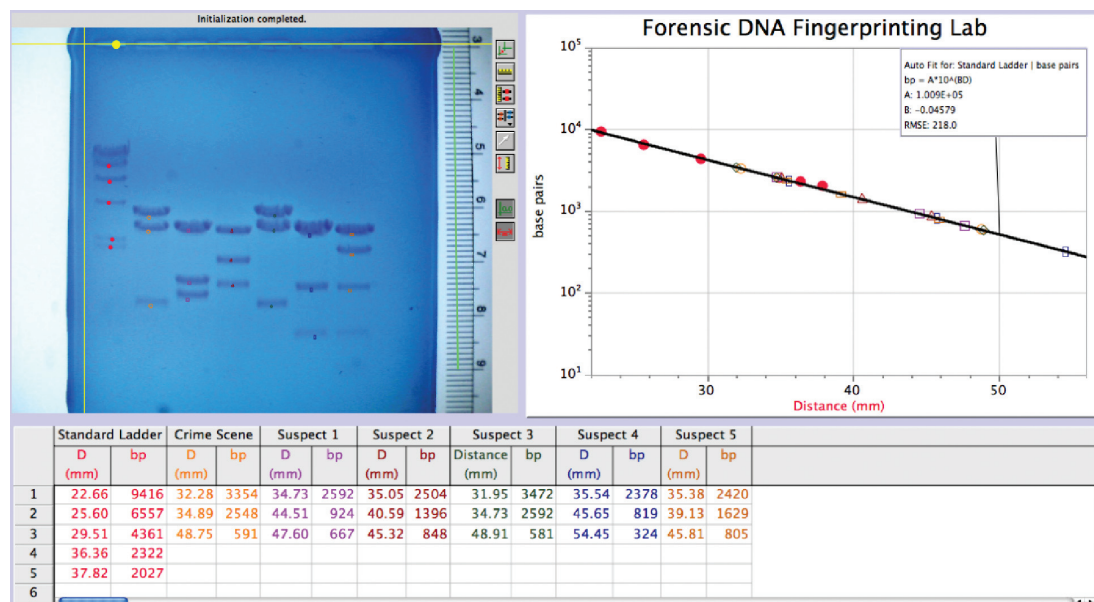 Initialization completed.
3
4
5
6
7
8
9
Forensic DNA Fingerprinting Lab
Auto Fit for: Standard Ladder | base pairs
bp = A*10^(BD)
A: 1.009E+05
B: -0.04579
RMSE: 218.0
10^5
10^4
10^3
10^2
10^1
base pairs
30 40 50
Distance (mm)
Standard Ladder Crime Scene Suspect 1 Suspect 2 Suspect 3 Suspect 4 Suspect 5
D bp D bp D bp D bp Distance bp D bp D bp
(mm) (mm) (mm) (mm) (mm) (mm) (mm)
1 22.66 9416 32.28 3354 34.73 2592 35.05 2504 31.95 3472 35.54 2378 35.38 2420
2 25.60 6557 34.89 2548 44.51 924 40.59 1396 34.73 2592 45.65 819 39.13 1629
3 29.51 4361 48.75 591 47.60 667 45.32 848 48.91 581 54.45 324 45.81 805
4 36.36 2322
5 37.82 2027
6